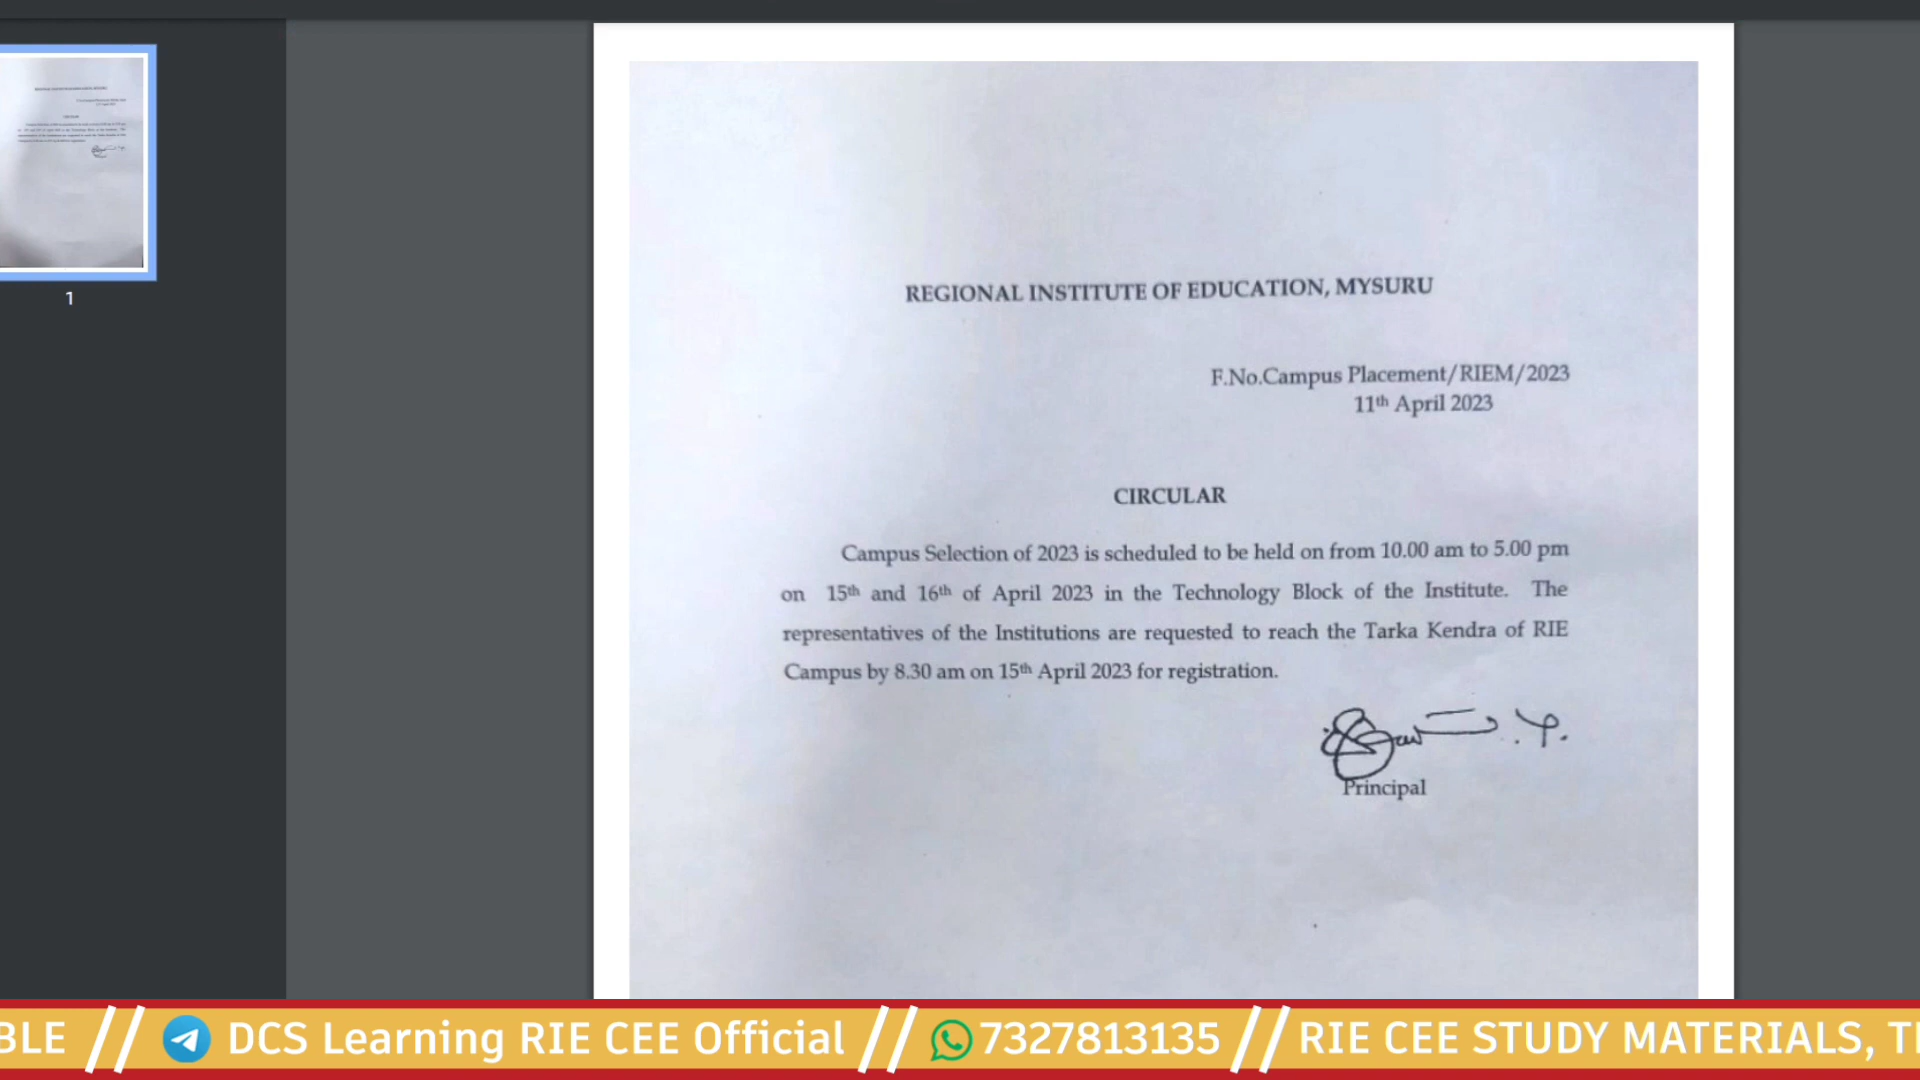 1
REGIONAL INSTITUTE OF EDUCATION, MYSURU
F.No.Campus Placement/RIEM/2023
11th April 2023
CIRCULAR
Campus Selection of 2023 is scheduled to be held on from 10.00 am to 5.00 pm
on 15th and 16th of April 2023 in the Technology Block of the Institute. The
representatives of the Institutions are requested to reach the Tarka Kendra of RIE
Campus by 8.30 am on 15th April 2023 for registration.
Principal
BLE // DCS Learning RIE CEE Official // 7327813135 // RIE CEE STUDY MATERIALS,